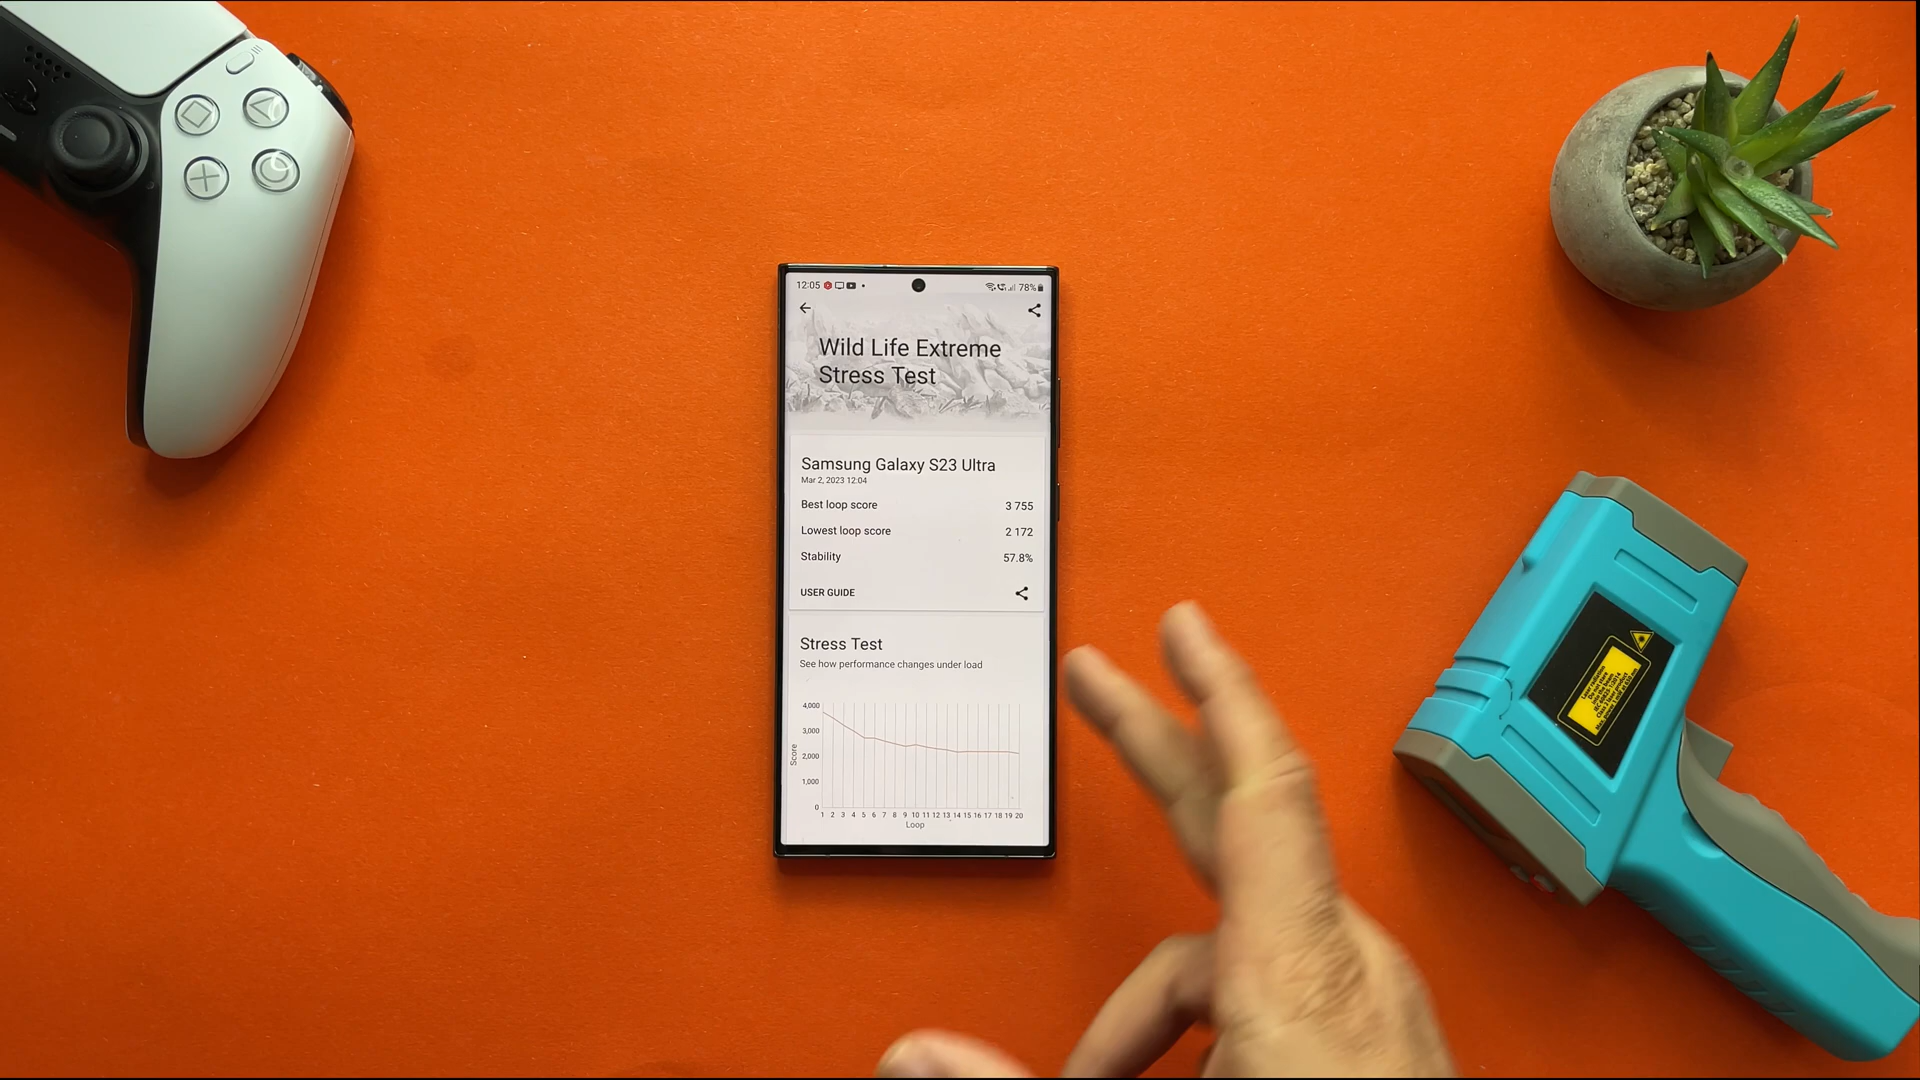 12:05
78%
Wild Life Extreme
Stress Test
Samsung Galaxy S23 Ultra
Mar 2, 2023 12:04
Best loop score 3 755
Lowest loop score 2 172
Stability 57.8%
USER GUIDE
Stress Test
See how performance changes under load
4,000
3,000
2,000
1,000
0
Score
1 2 3 4 5 6 7 8 9 10 11 12 13 14 15 16 17 18 19 20
Loop